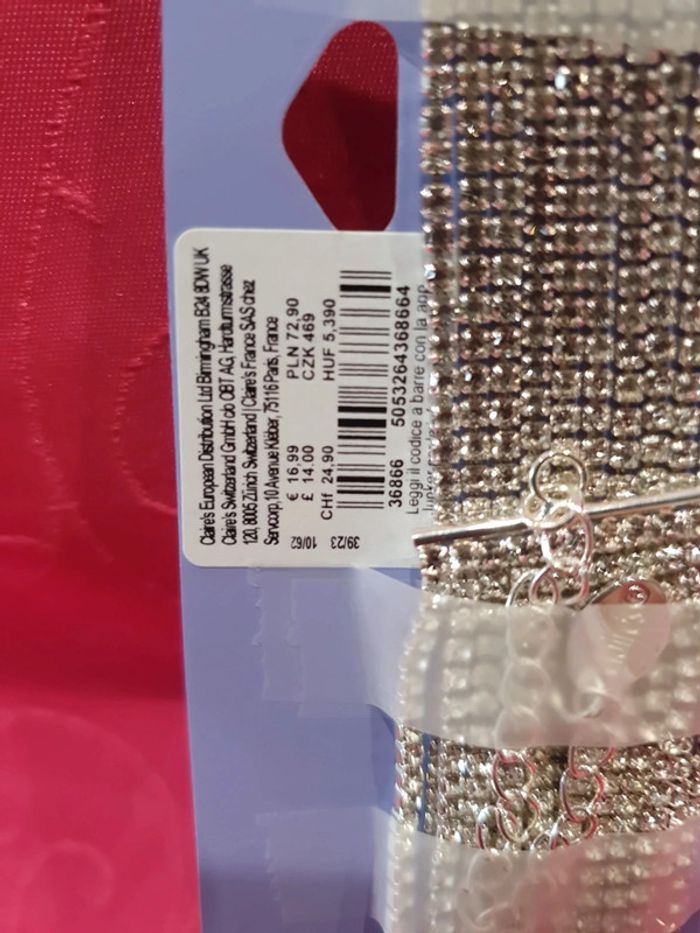 Claire's European Distribution Ltd Birmingham B24 8DW UK
Claire's Switzerland GmbH c/o OBT AG, Hardturmstrasse
120, 8005 Zürich Switzerland | Claire's France SAS chez
Servcorp, 10 Avenue Kléber, 75116 Paris, France
€ 16,99 PLN 72,90
£ 14.00 CZK 469
CHf 24,90 HUF 5,390
10/62
39/23
36866 5053264368664
Leggi il codice a barre con la app
Junker